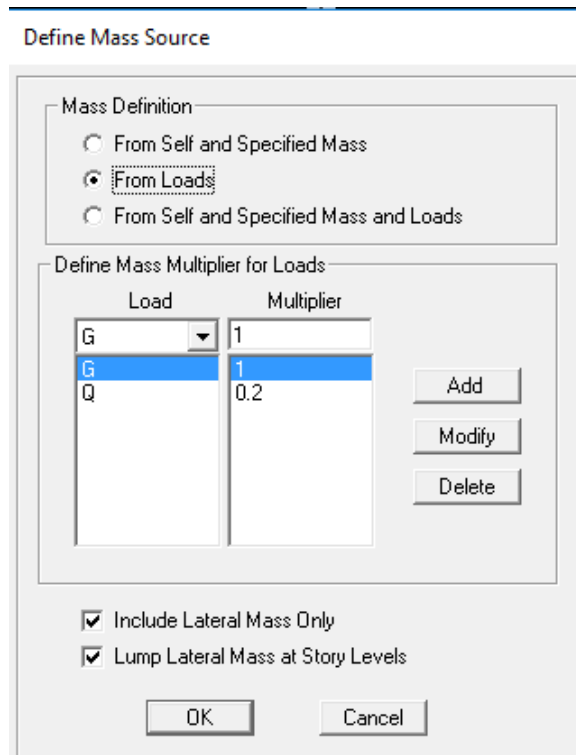 Define Mass Source
Mass Definition
From Self and Specified Mass
From Loads
From Self and Specified Mass and Loads
Define Mass Multiplier for Loads
Load Multiplier
G 1
G 1
Q 0.2
Add
Modify
Delete
Include Lateral Mass Only
Lump Lateral Mass at Story Levels
OK Cancel